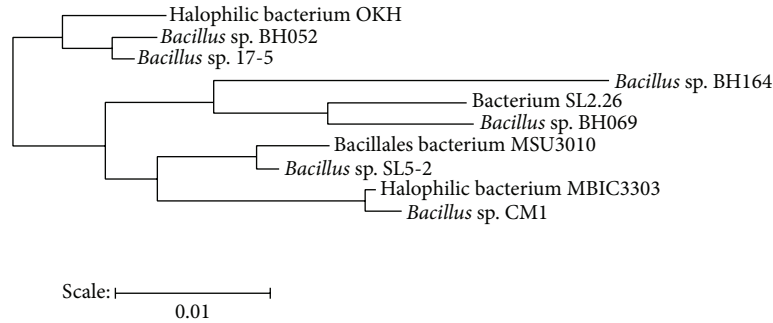 Halophilic bacterium OKH
Bacillus sp. BH052
Bacillus sp. 17-5
Bacillus sp. BH164
Bacterium SL2.26
Bacillus sp. BH069
Bacillales bacterium MSU3010
Bacillus sp. SL5-2
Halophilic bacterium MBIC3303
Bacillus sp. CM1
Scale:
0.01